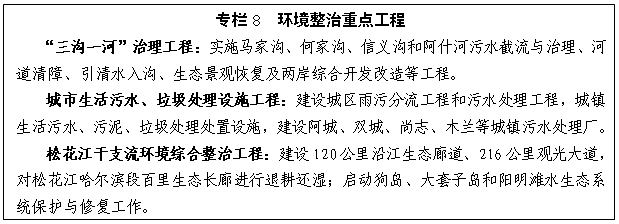 专栏 8  环境整治重点工程
“三沟一河”治理工程：实施马家沟、何家沟、信义沟和阿什河污水截流与治理、河
道清障、引清水入沟、生态景观恢复及两岸综合开发改造等工程。
城市生活污水、垃圾处理设施工程：建设城区雨污分流工程和污水处理工程，城镇
生活污水、污泥、垃圾处理处置设施，建设阿城、双城、尚志、木兰等城镇污水处理厂。
松花江干支流环境综合整治工程：建设 120 公里沿江生态廊道、216 公里观光大道，
对松花江哈尔滨段百里生态长廊进行退耕还湿；启动狗岛、大套子岛和阳明滩水生态系
统保护与修复工作。